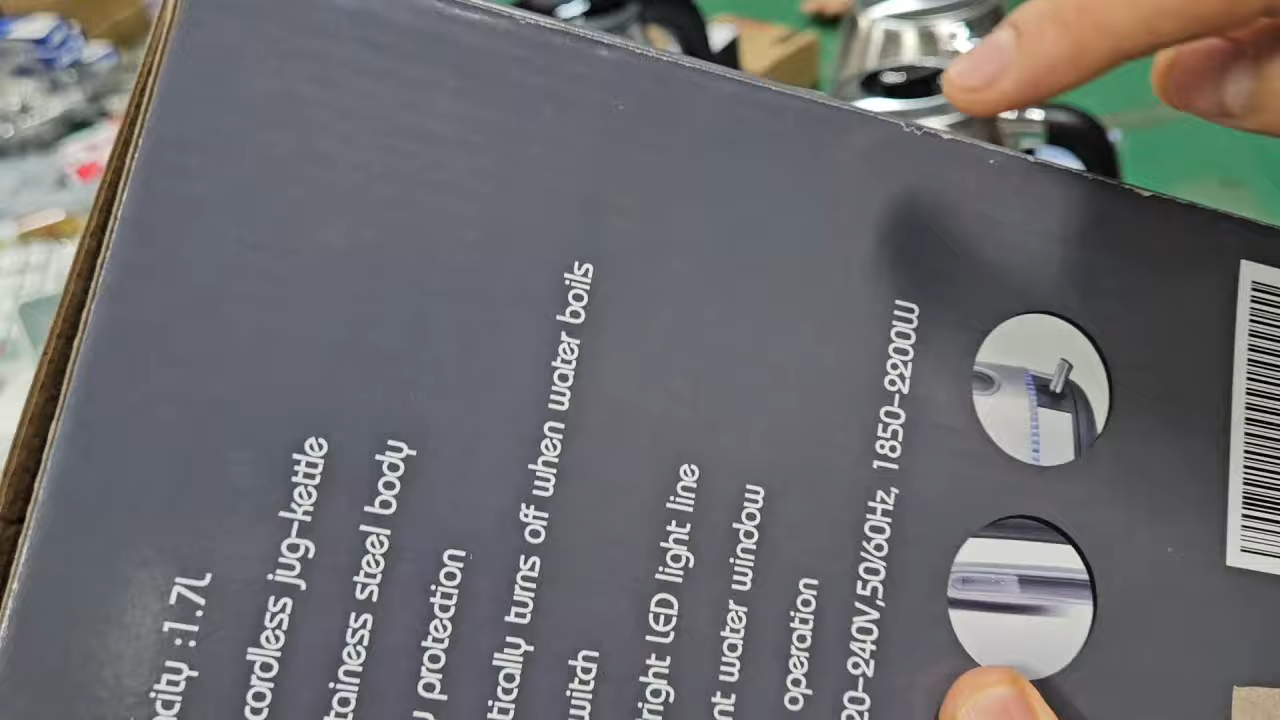 acity :1.7L
cordless jug-kettle
tainess steel body
y protection
tically turns off when water boils
witch
right LED light line
nt water window
operation
20-240V,50/60Hz, 1850-2200W